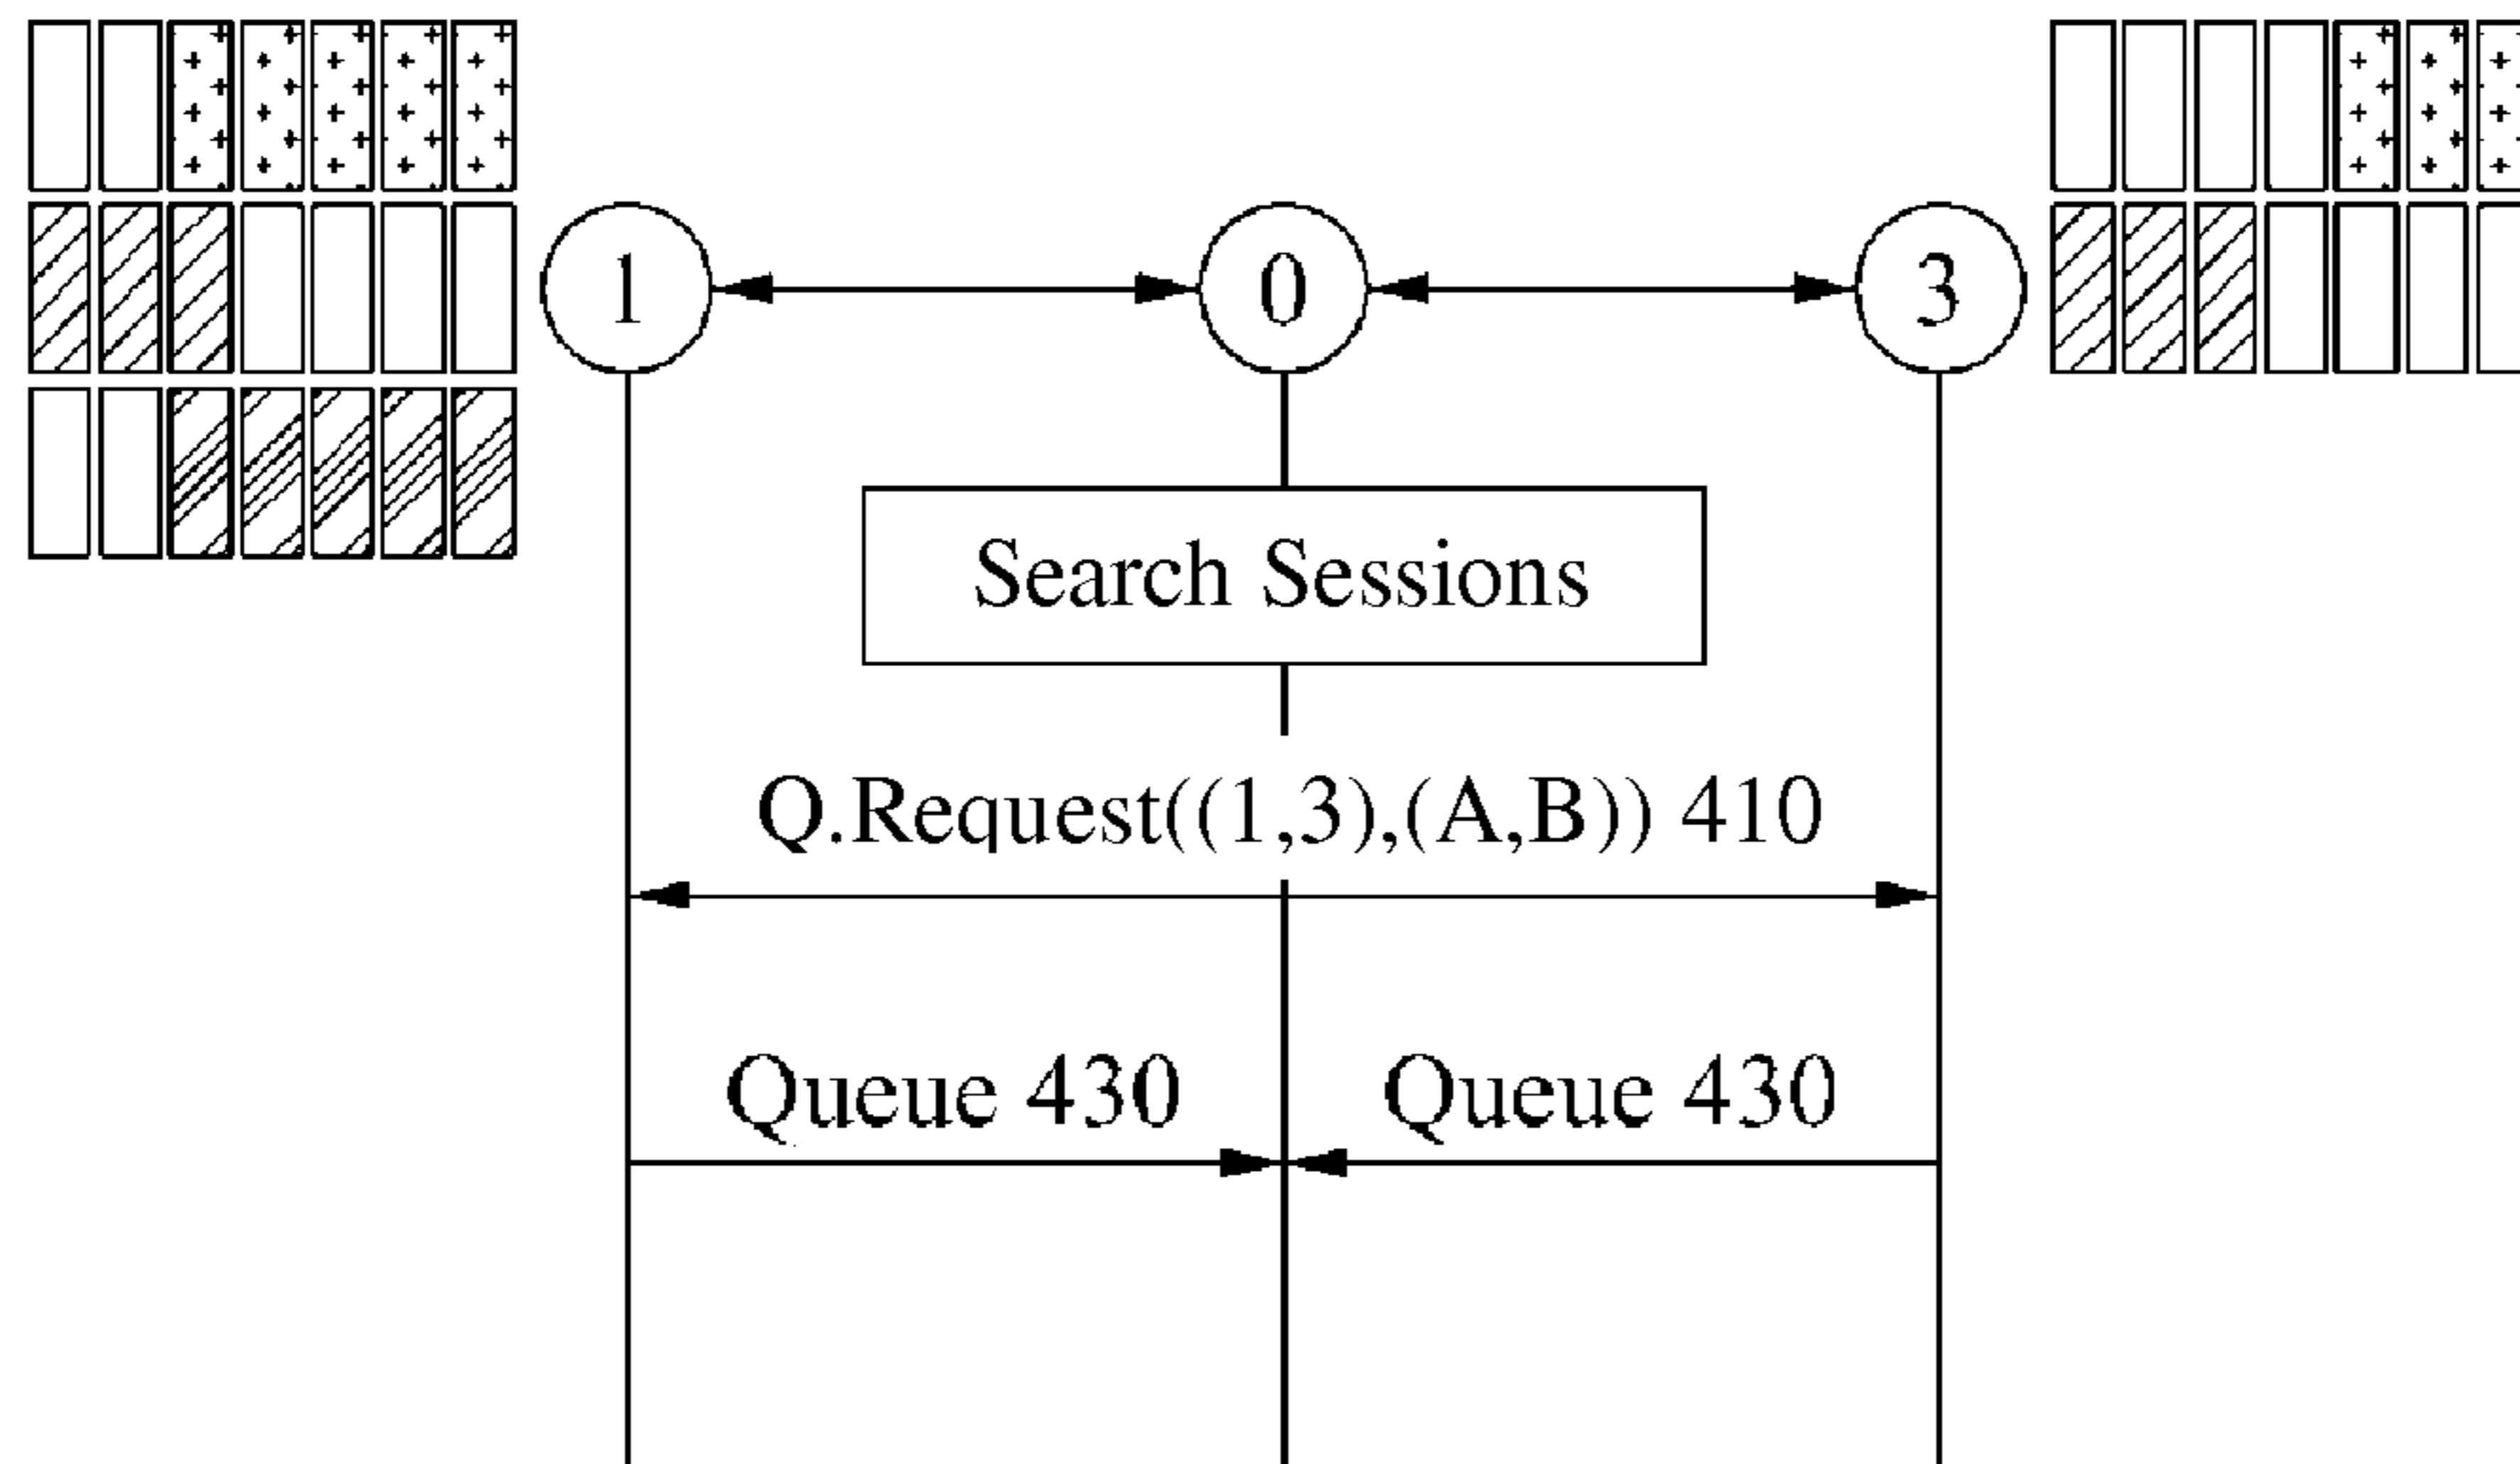 1 0 3
Search Sessions
Q.Request((1,3),(A,B)) 410
Queue 430 Queue 430